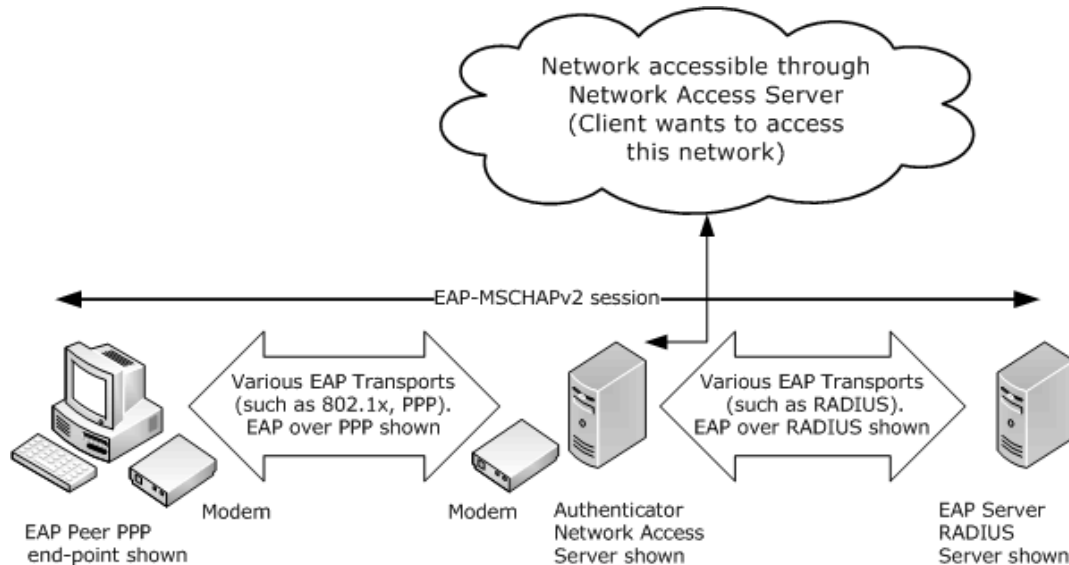 Network accessible through
Network Access Server
(Client wants to access
this network)
EAP-MSCHAPv2 session
Various EAP Transports
(such as 802.1x, PPP).
EAP over PPP shown
Various EAP Transports
(such as RADIUS).
EAP over RADIUS shown
EAP Peer PPP
end-point shown
Modem
Modem
Authenticator
Network Access
Server shown
EAP Server
RADIUS
Server shown